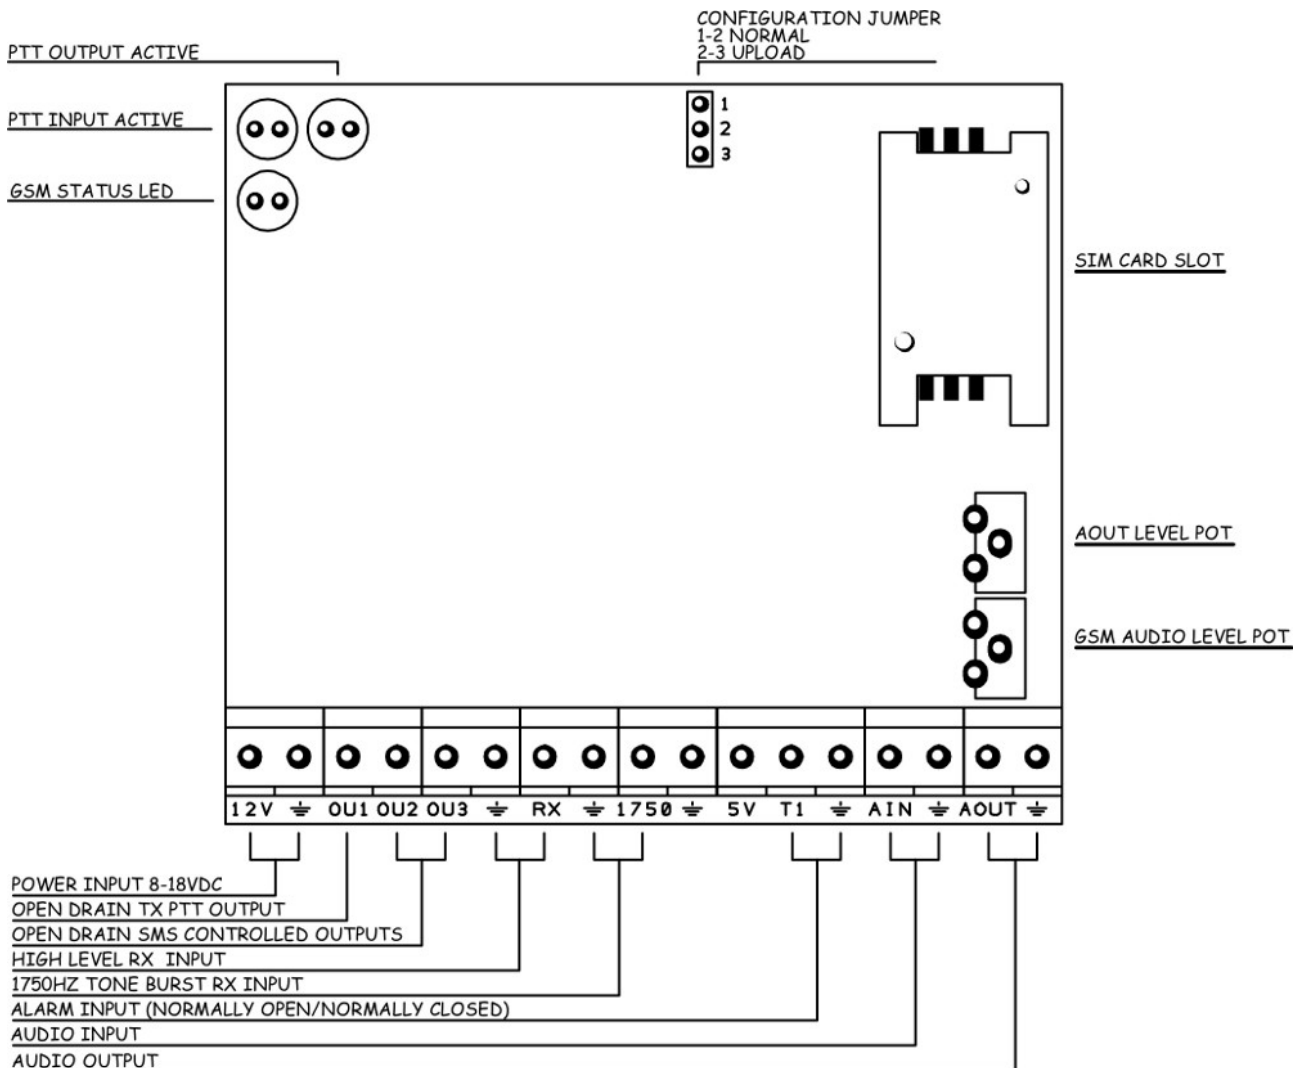 CONFIGURATION JUMPER
1-2 NORMAL
2-3 UPLOAD
PTT OUTPUT ACTIVE
PTT INPUT ACTIVE
GSM STATUS LED
1
2
3
SIM CARD SLOT
AOUT LEVEL POT
GSM AUDIO LEVEL POT
12V OU1 OU2 OU3 RX 1750 5V T1 AIN AOUT
POWER INPUT 8-18VDC
OPEN DRAIN TX PTT OUTPUT
OPEN DRAIN SMS CONTROLLED OUTPUTS
HIGH LEVEL RX INPUT
1750HZ TONE BURST RX INPUT
ALARM INPUT (NORMALLY OPEN/NORMALLY CLOSED)
AUDIO INPUT
AUDIO OUTPUT